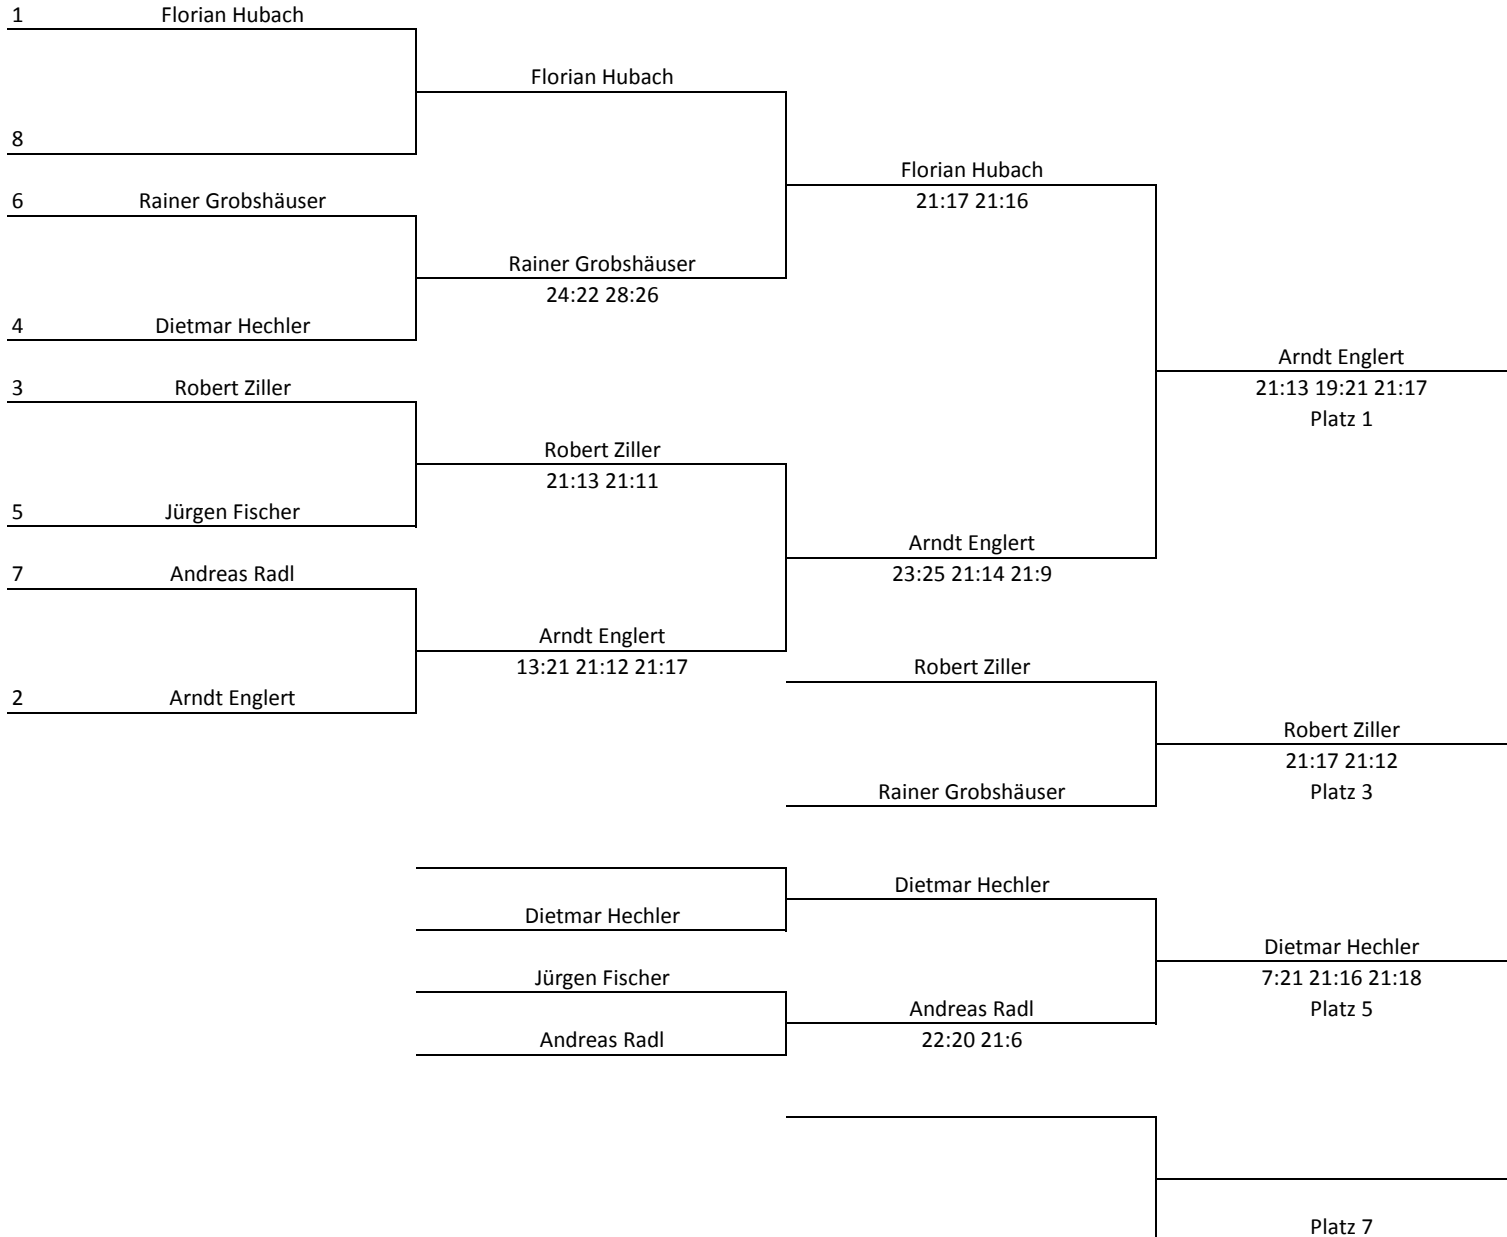 1 Florian Hubach
Florian Hubach
8
Florian Hubach
21:17 21:16
6 Rainer Grobshäuser
Rainer Grobshäuser
24:22 28:26
4 Dietmar Hechler
Arndt Englert
21:13 19:21 21:17
Platz 1
3 Robert Ziller
Robert Ziller
21:13 21:11
5 Jürgen Fischer
Arndt Englert
23:25 21:14 21:9
7 Andreas Radl
Arndt Englert
13:21 21:12 21:17
2 Arndt Englert
Robert Ziller
Robert Ziller
21:17 21:12
Platz 3
Rainer Grobshäuser
Dietmar Hechler
Dietmar Hechler
Dietmar Hechler
7:21 21:16 21:18
Platz 5
Jürgen Fischer
Andreas Radl
22:20 21:6
Andreas Radl
Platz 7